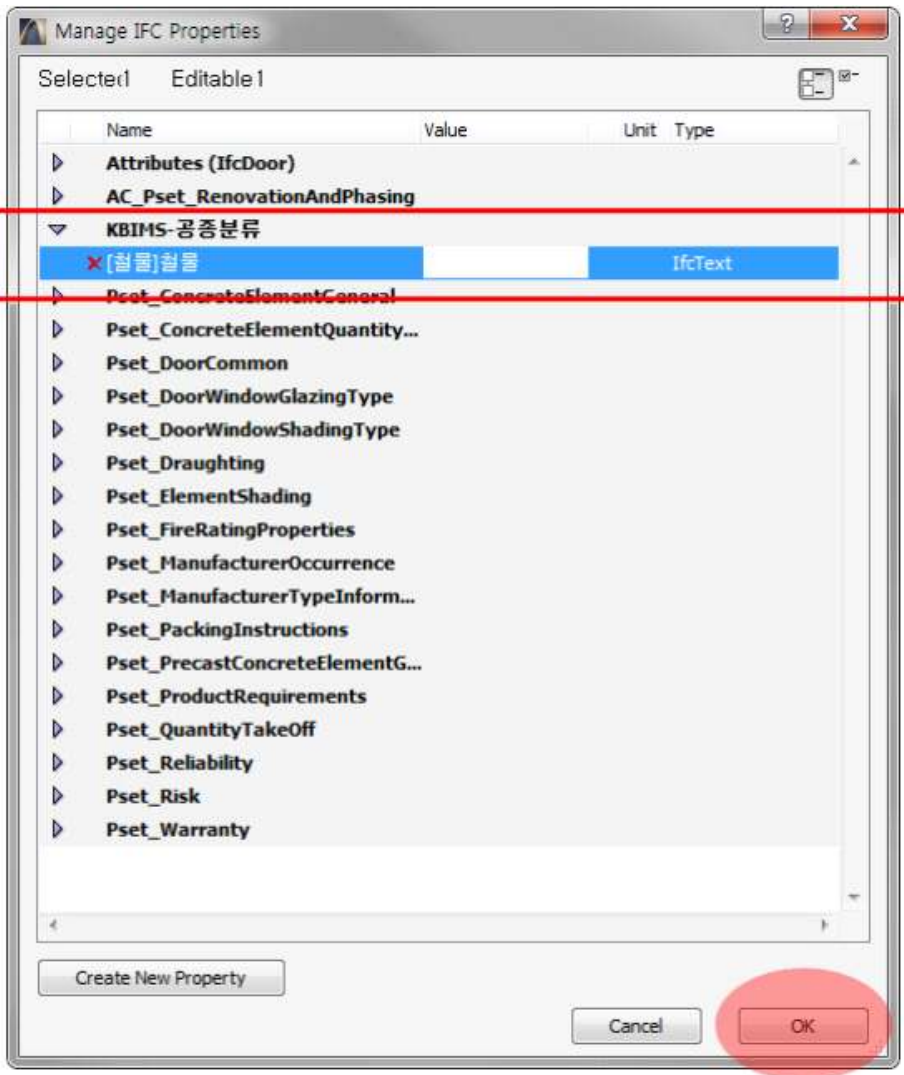 Manage IFC Properties
Selected1 Editable1
Name Value Unit Type
Attributes (IfcDoor)
AC_Pset_RenovationAndPhasing
KBIMS-공종분류
[철물]철물 IfcText
Pset_ConcreteElementGeneral
Pset_ConcreteElementQuantity...
Pset_DoorCommon
Pset_DoorWindowGlazingType
Pset_DoorWindowShadingType
Pset_Draughting
Pset_ElementShading
Pset_FireRatingProperties
Pset_ManufacturerOccurrence
Pset_ManufacturerTypeInform...
Pset_PackingInstructions
Pset_PrecastConcreteElementG...
Pset_ProductRequirements
Pset_QuantityTakeOff
Pset_Reliability
Pset_Risk
Pset_Warranty
Create New Property
Cancel OK